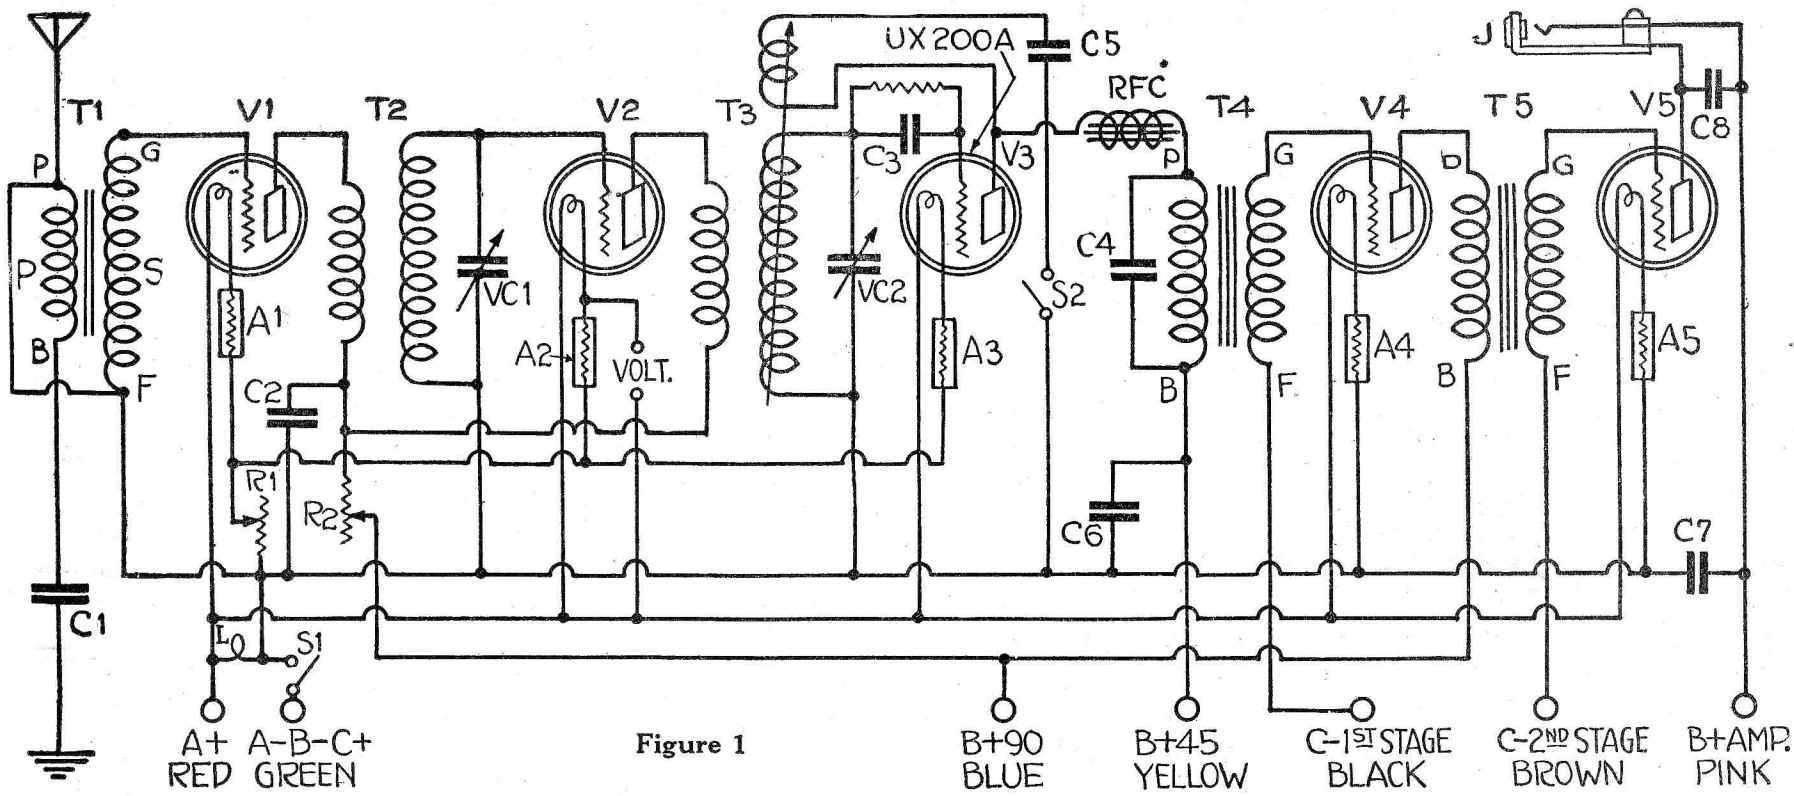 UX200A
C5
J
RFC
T1
V1
T2
V2
T3
T4
V4
T5
V5
C8
P
G
C3
V3
P
G
P
G
P
S
A1
VC1
A2
VOLT.
VC2
A3
S2
C4
A4
A5
B
F
C2
B
F
B
F
R1
R2
C6
C7
C1
L
S1
A+
RED
A-B-C+
GREEN
Figure 1
B+90
BLUE
B+45
YELLOW
C-1ST STAGE
BLACK
C-2ND STAGE
BROWN
B+AMP.
PINK